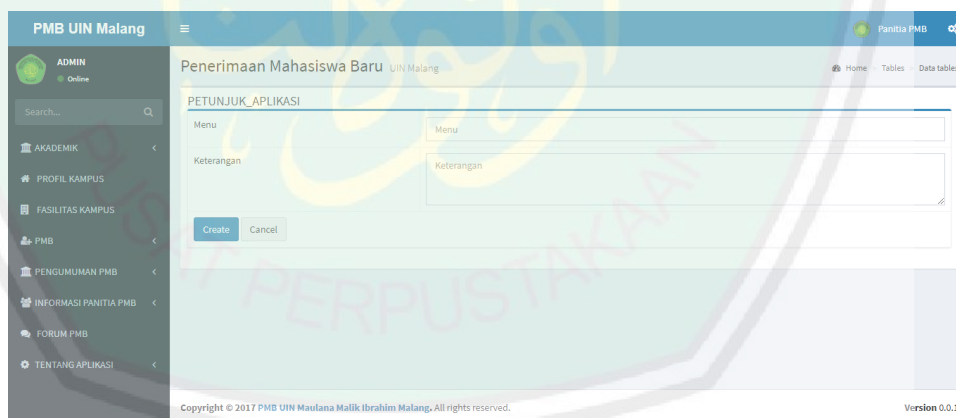 PMB UIN Malang
Panitia PMB
ADMIN
Online
Penerimaan Mahasiswa Baru UIN Malang
Home > Tables > Data tables
Search...
PETUNJUK_APLIKASI
Menu
Menu
AKADEMIK
Keterangan
Keterangan
PROFIL KAMPUS
FASILITAS KAMPUS
Create Cancel
PMB
PENGUMUMAN PMB
INFORMASI PANITIA PMB
FORUM PMB
TENTANG APLIKASI
PUSAT PERPUSTAKAAN
Copyright © 2017 PMB UIN Maulana Malik Ibrahim Malang. All rights reserved.
Version 0.0.1